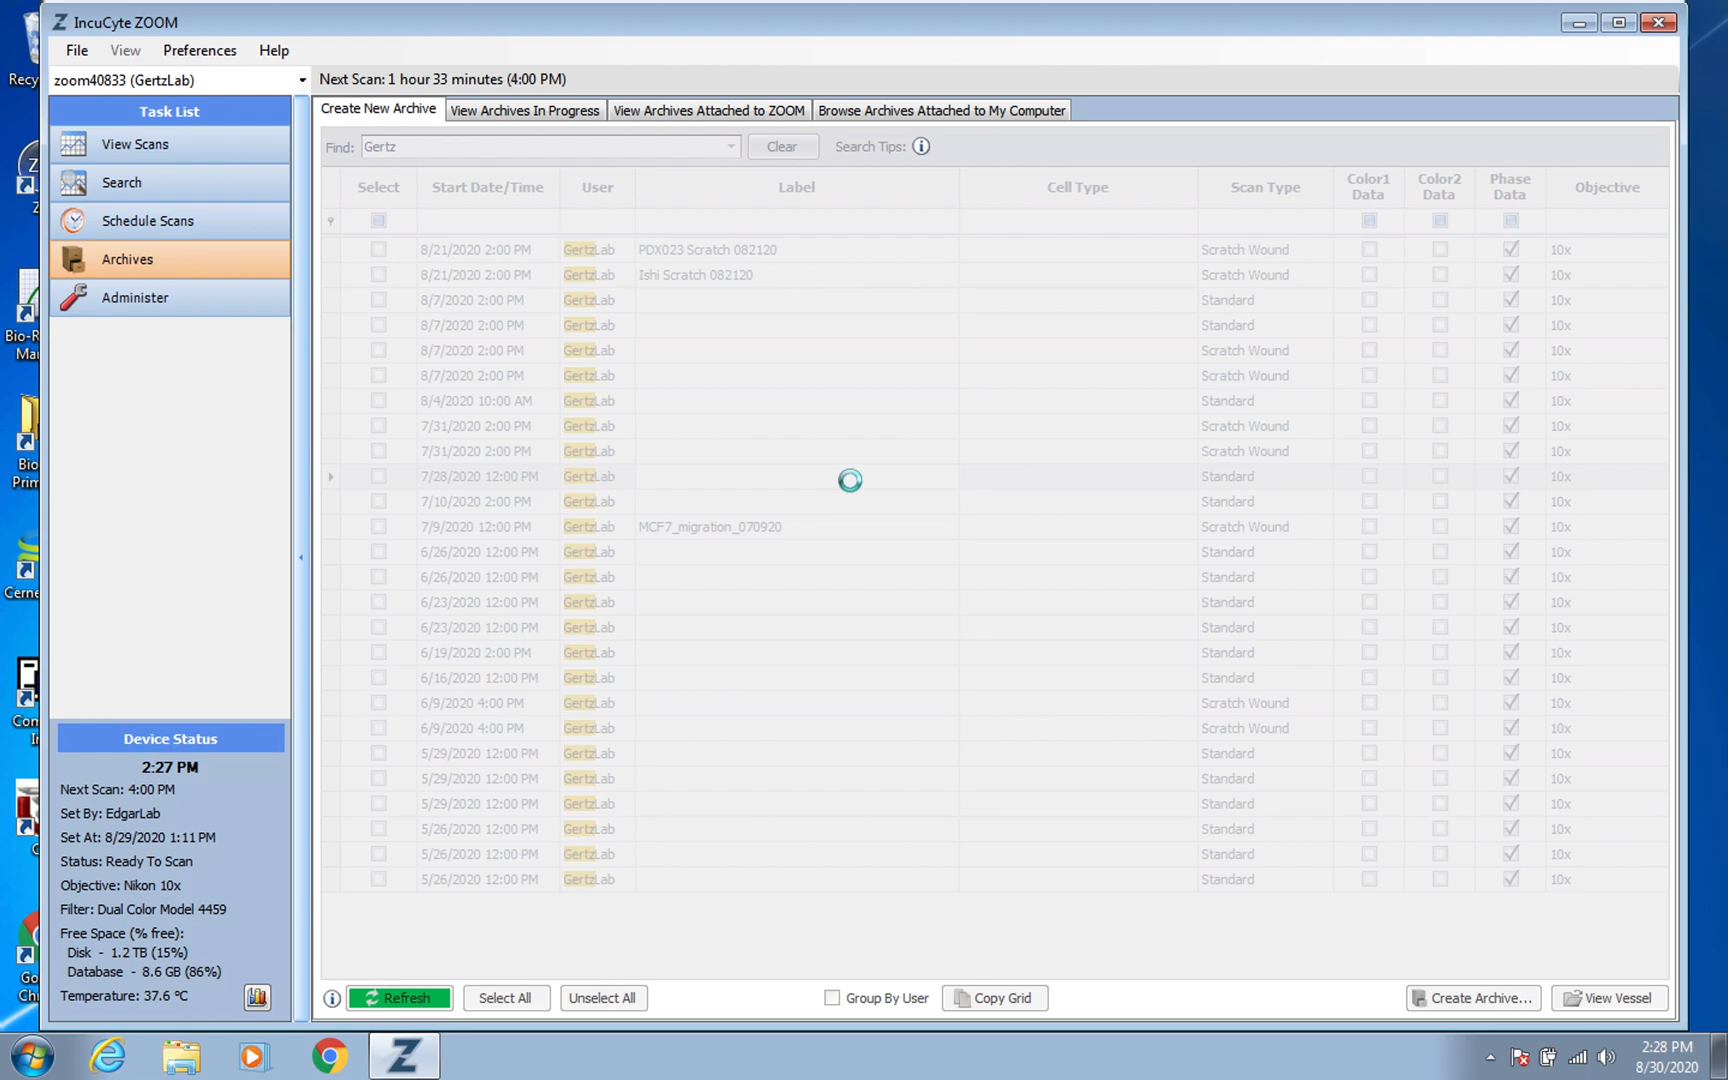 IncuCyte ZOOM
File View Preferences Help
zoom40833 (GertzLab)
Next Scan: 1 hour 33 minutes (4:00 PM)
Task List
View Scans
Search
Schedule Scans
Archives
Administer
Create New Archive View Archives In Progress View Archives Attached to ZOOM Browse Archives Attached to My Computer
Find: Gertz Clear Search Tips:
Select Start Date/Time User Label Cell Type Scan Type Color1 Data Color2 Data Phase Data Objective
8/21/2020 2:00 PM GertzLab PDX023 Scratch 082120 Scratch Wound 10x
8/21/2020 2:00 PM GertzLab Ishi Scratch 082120 Scratch Wound 10x
8/7/2020 2:00 PM GertzLab Standard 10x
8/7/2020 2:00 PM GertzLab Standard 10x
8/7/2020 2:00 PM GertzLab Scratch Wound 10x
8/7/2020 2:00 PM GertzLab Scratch Wound 10x
8/4/2020 10:00 AM GertzLab Standard 10x
7/31/2020 2:00 PM GertzLab Scratch Wound 10x
7/31/2020 2:00 PM GertzLab Scratch Wound 10x
7/28/2020 12:00 PM GertzLab Standard 10x
7/10/2020 2:00 PM GertzLab Standard 10x
7/9/2020 12:00 PM GertzLab MCF7_migration_070920 Scratch Wound 10x
6/26/2020 12:00 PM GertzLab Standard 10x
6/26/2020 12:00 PM GertzLab Standard 10x
6/23/2020 12:00 PM GertzLab Standard 10x
6/23/2020 12:00 PM GertzLab Standard 10x
6/19/2020 2:00 PM GertzLab Standard 10x
6/16/2020 12:00 PM GertzLab Standard 10x
6/9/2020 4:00 PM GertzLab Scratch Wound 10x
6/9/2020 4:00 PM GertzLab Scratch Wound 10x
5/29/2020 12:00 PM GertzLab Standard 10x
5/29/2020 12:00 PM GertzLab Standard 10x
5/29/2020 12:00 PM GertzLab Standard 10x
5/26/2020 12:00 PM GertzLab Standard 10x
5/26/2020 12:00 PM GertzLab Standard 10x
5/26/2020 12:00 PM GertzLab Standard 10x
Device Status
2:27 PM
Next Scan: 4:00 PM
Set By: EdgarLab
Set At: 8/29/2020 1:11 PM
Status: Ready To Scan
Objective: Nikon 10x
Filter: Dual Color Model 4459
Free Space (% free):
Disk - 1.2 TB (15%)
Database - 8.6 GB (86%)
Temperature: 37.6 °C
Refresh Select All Unselect All Group By User Copy Grid Create Archive... View Vessel
Recy
Bio-R
Man
Bio
Prim
Cerne
Com
Go
Chr
2:28 PM
8/30/2020